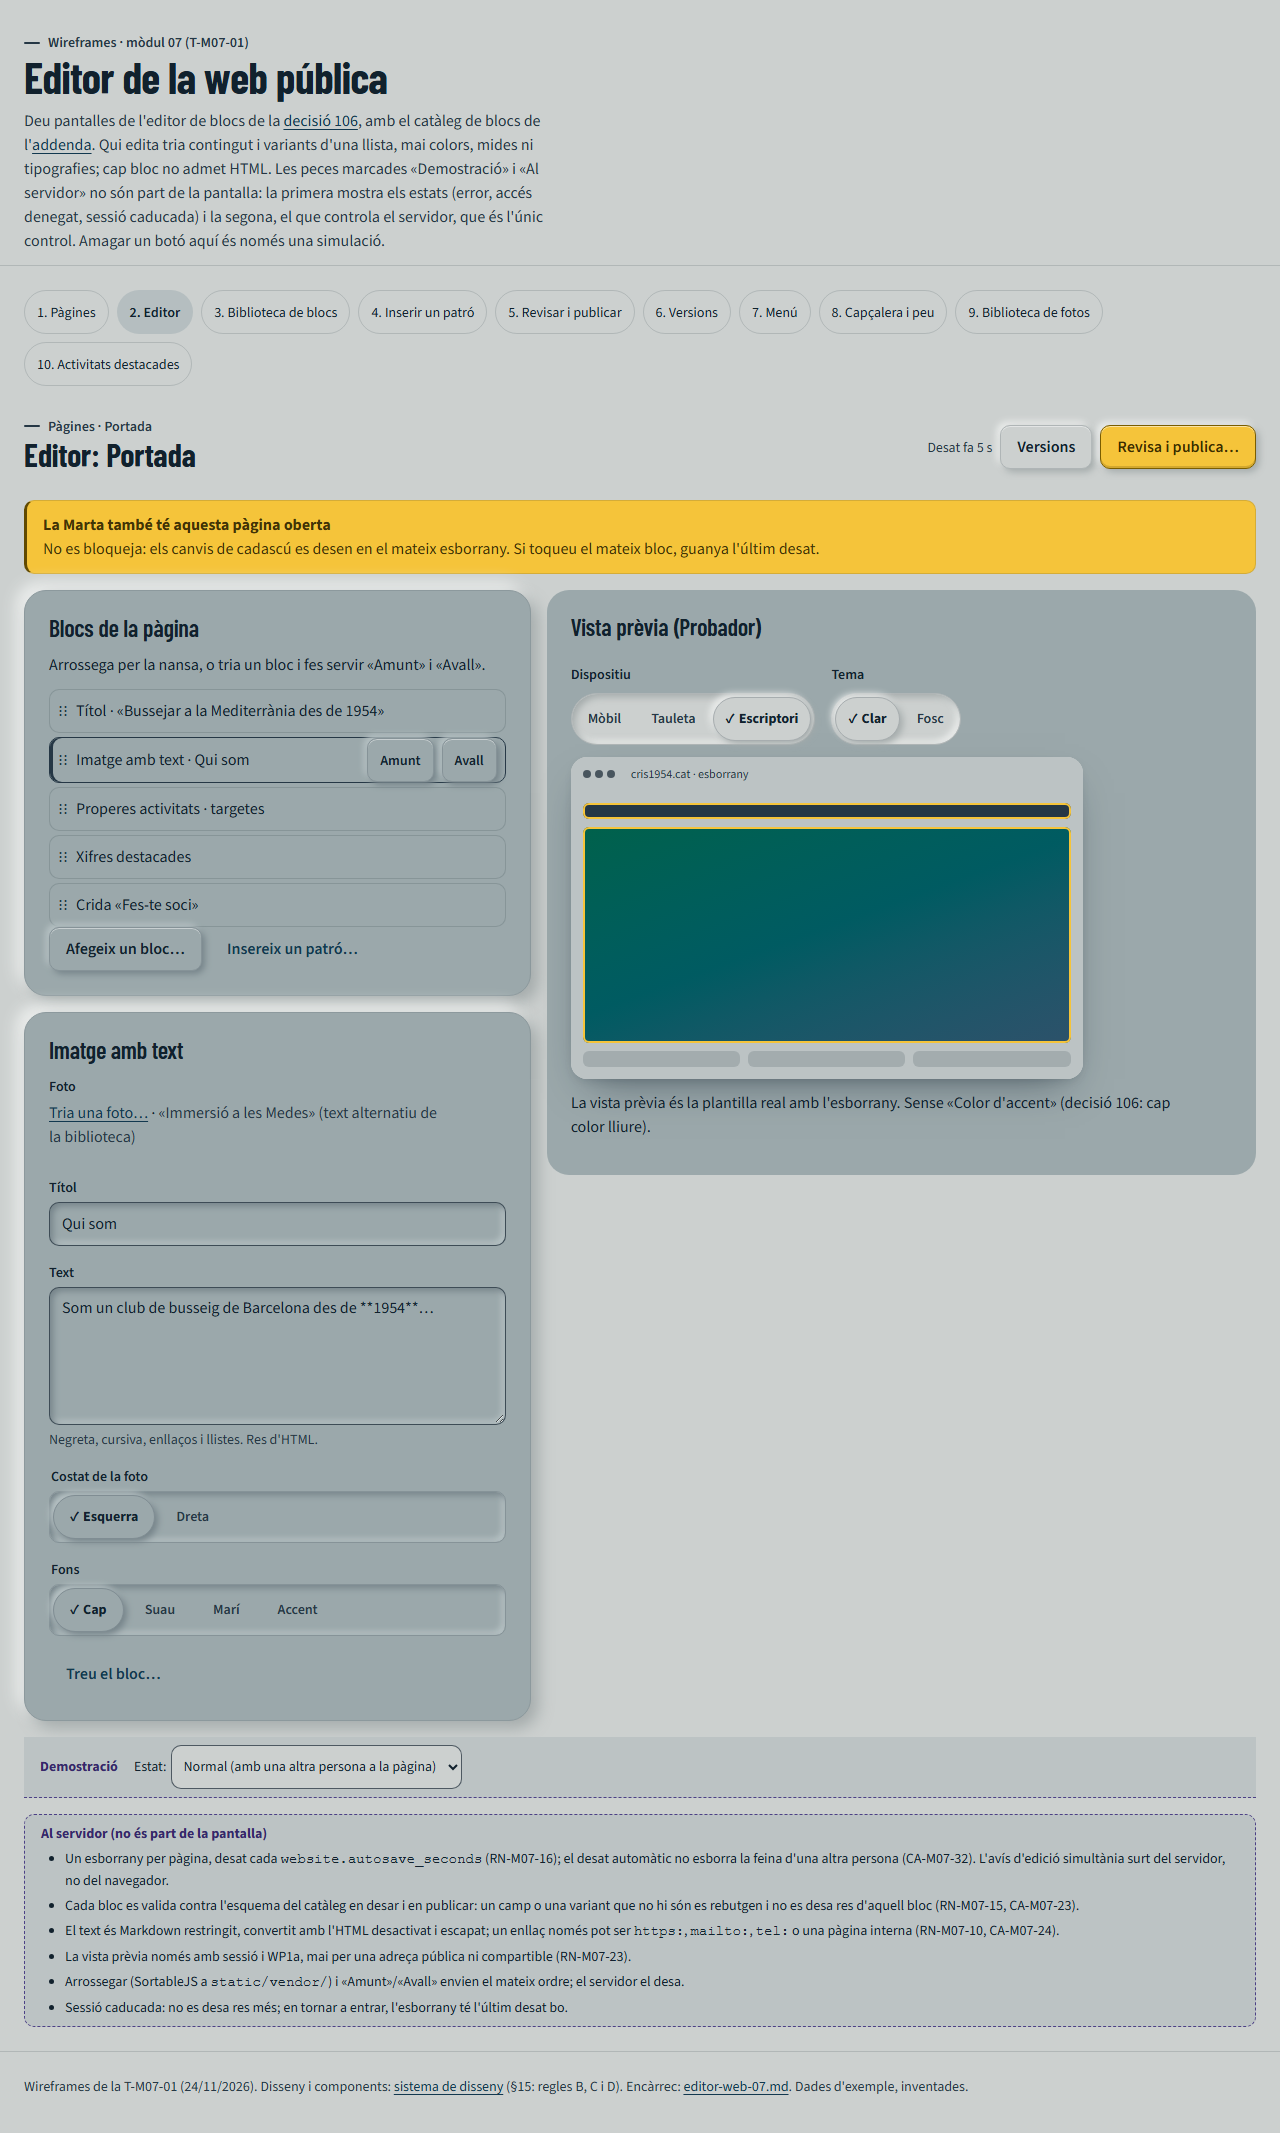 — Wireframes · mòdul 07 (T-M07-01)
Editor de la web pública
Deu pantalles de l'editor de blocs de la decisió 106, amb el catàleg de blocs de
l'addenda. Qui edita tria contingut i variants d'una llista, mai colors, mides ni
tipografies; cap bloc no admet HTML. Les peces marcades «Demostració» i «Al
servidor» no són part de la pantalla: la primera mostra els estats (error, accés
denegat, sessió caducada) i la segona, el que controla el servidor, que és l'únic
control. Amagar un botó aquí és només una simulació.
1. Pàgines
2. Editor
3. Biblioteca de blocs
4. Inserir un patró
5. Revisar i publicar
6. Versions
7. Menú
8. Capçalera i peu
9. Biblioteca de fotos
10. Activitats destacades
— Pàgines · Portada
Editor: Portada
Desat fa 5 s
Versions
Revisa i publica…
La Marta també té aquesta pàgina oberta
No es bloqueja: els canvis de cadascú es desen en el mateix esborrany. Si toqueu el mateix bloc, guanya l'últim desat.
Blocs de la pàgina
Arrossega per la nansa, o tria un bloc i fes servir «Amunt» i «Avall».
Títol · «Bussejar a la Mediterrània des de 1954»
Imatge amb text · Qui som
Amunt
Avall
Properes activitats · targetes
Xifres destacades
Crida «Fes-te soci»
Afegeix un bloc…
Insereix un patró…
Imatge amb text
Foto
Tria una foto… · «Immersió a les Medes» (text alternatiu de
la biblioteca)
Títol
Qui som
Text
Som un club de busseig de Barcelona des de **1954**…
Negreta, cursiva, enllaços i llistes. Res d'HTML.
Costat de la foto
✓ Esquerra
Dreta
Fons
✓ Cap
Suau
Marí
Accent
Treu el bloc…
Vista prèvia (Probador)
Dispositiu
Mòbil
Tauleta
✓ Escriptori
Tema
✓ Clar
Fosc
cris1954.cat · esborrany
La vista prèvia és la plantilla real amb l'esborrany. Sense «Color d'accent» (decisió 106: cap
color lliure).
Demostració
Estat:
Normal (amb una altra persona a la pàgina)
Al servidor (no és part de la pantalla)
• Un esborrany per pàgina, desat cada website.autosave_seconds (RN-M07-16); el desat automàtic no esborra la feina d'una altra persona (CA-M07-32). L'avís d'edició simultània surt del servidor,
no del navegador.
• Cada bloc es valida contra l'esquema del catàleg en desar i en publicar: un camp o una variant que no hi són es rebutgen i no es desa res d'aquell bloc (RN-M07-15, CA-M07-23).
• El text és Markdown restringit, convertit amb l'HTML desactivat i escapat; un enllaç només pot ser https:, mailto:, tel: o una pàgina interna (RN-M07-10, CA-M07-24).
• La vista prèvia només amb sessió i WP1a, mai per una adreça pública ni compartible (RN-M07-23).
• Arrossegar (SortableJS a static/vendor/) i «Amunt»/«Avall» envien el mateix ordre; el servidor el desa.
• Sessió caducada: no es desa res més; en tornar a entrar, l'esborrany té l'últim desat bo.
Wireframes de la T-M07-01 (24/11/2026). Disseny i components: sistema de disseny (§15: regles B, C i D). Encàrrec: editor-web-07.md. Dades d'exemple, inventades.